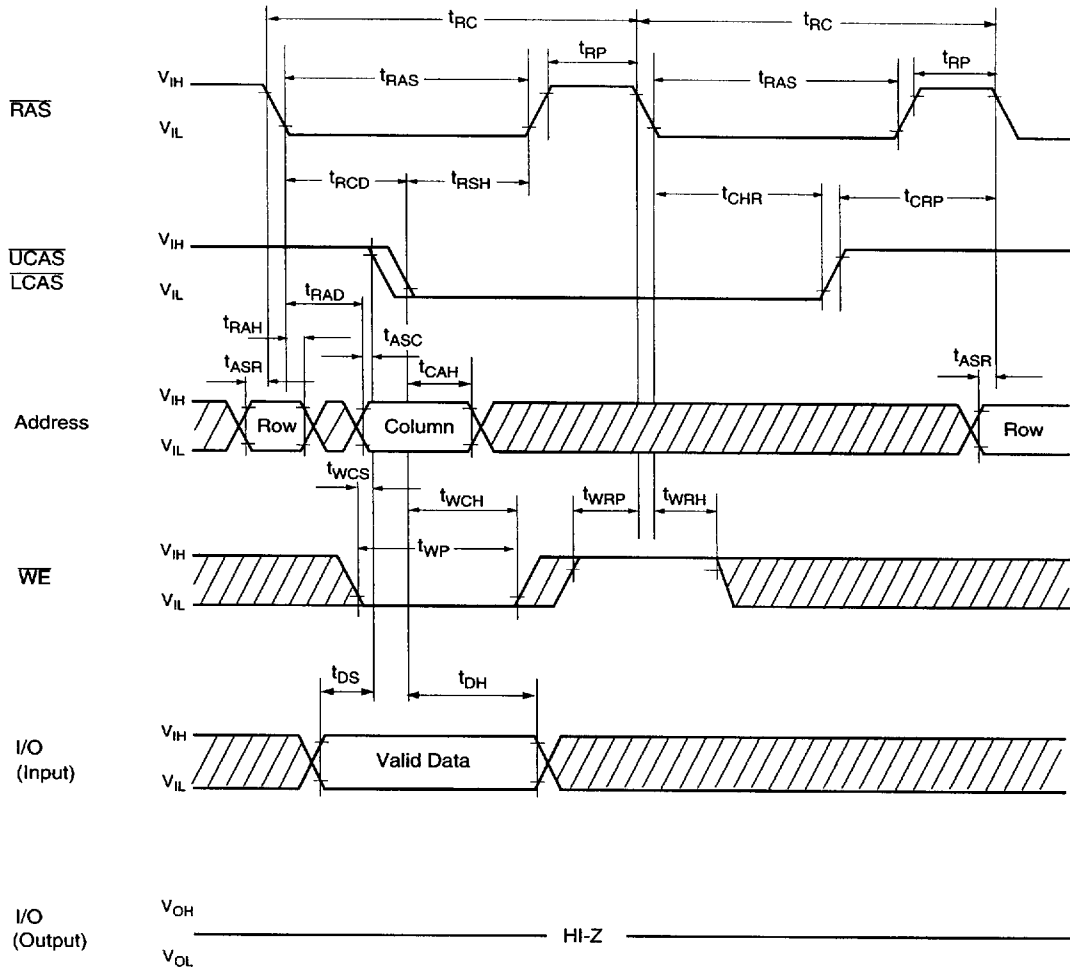 tRC tRC
tRP tRP
tRAS tRAS
VIH
RAS
VIL
tRCD tRSH
tCHR tCRP
VIH
UCAS
LCAS
VIL
tRAD
tRAH tASC
tASR tCAH tASR
VIH
Address Row Column Row
VIL
tWCS
tWCH tWRP tWRH
tWP
VIH
WE
VIL
tDS tDH
VIH
I/O
(Input) Valid Data
VIL
VOH
I/O
(Output) HI-Z
VOL